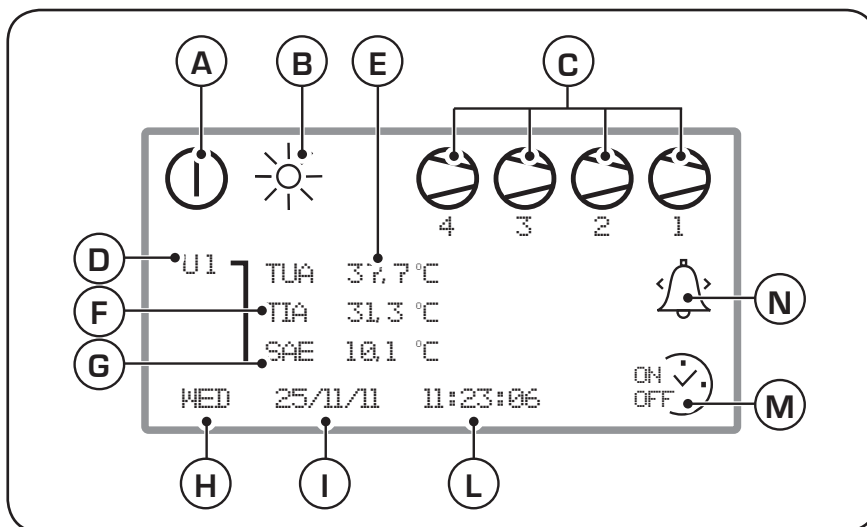 A B E C
4 3 2 1
D U1 TUA 37,7 °C
N
F TIA 31,3 °C
G SAE 10,1 °C
ON
OFF
M
WED 25/11/11 11:23:06
H I L